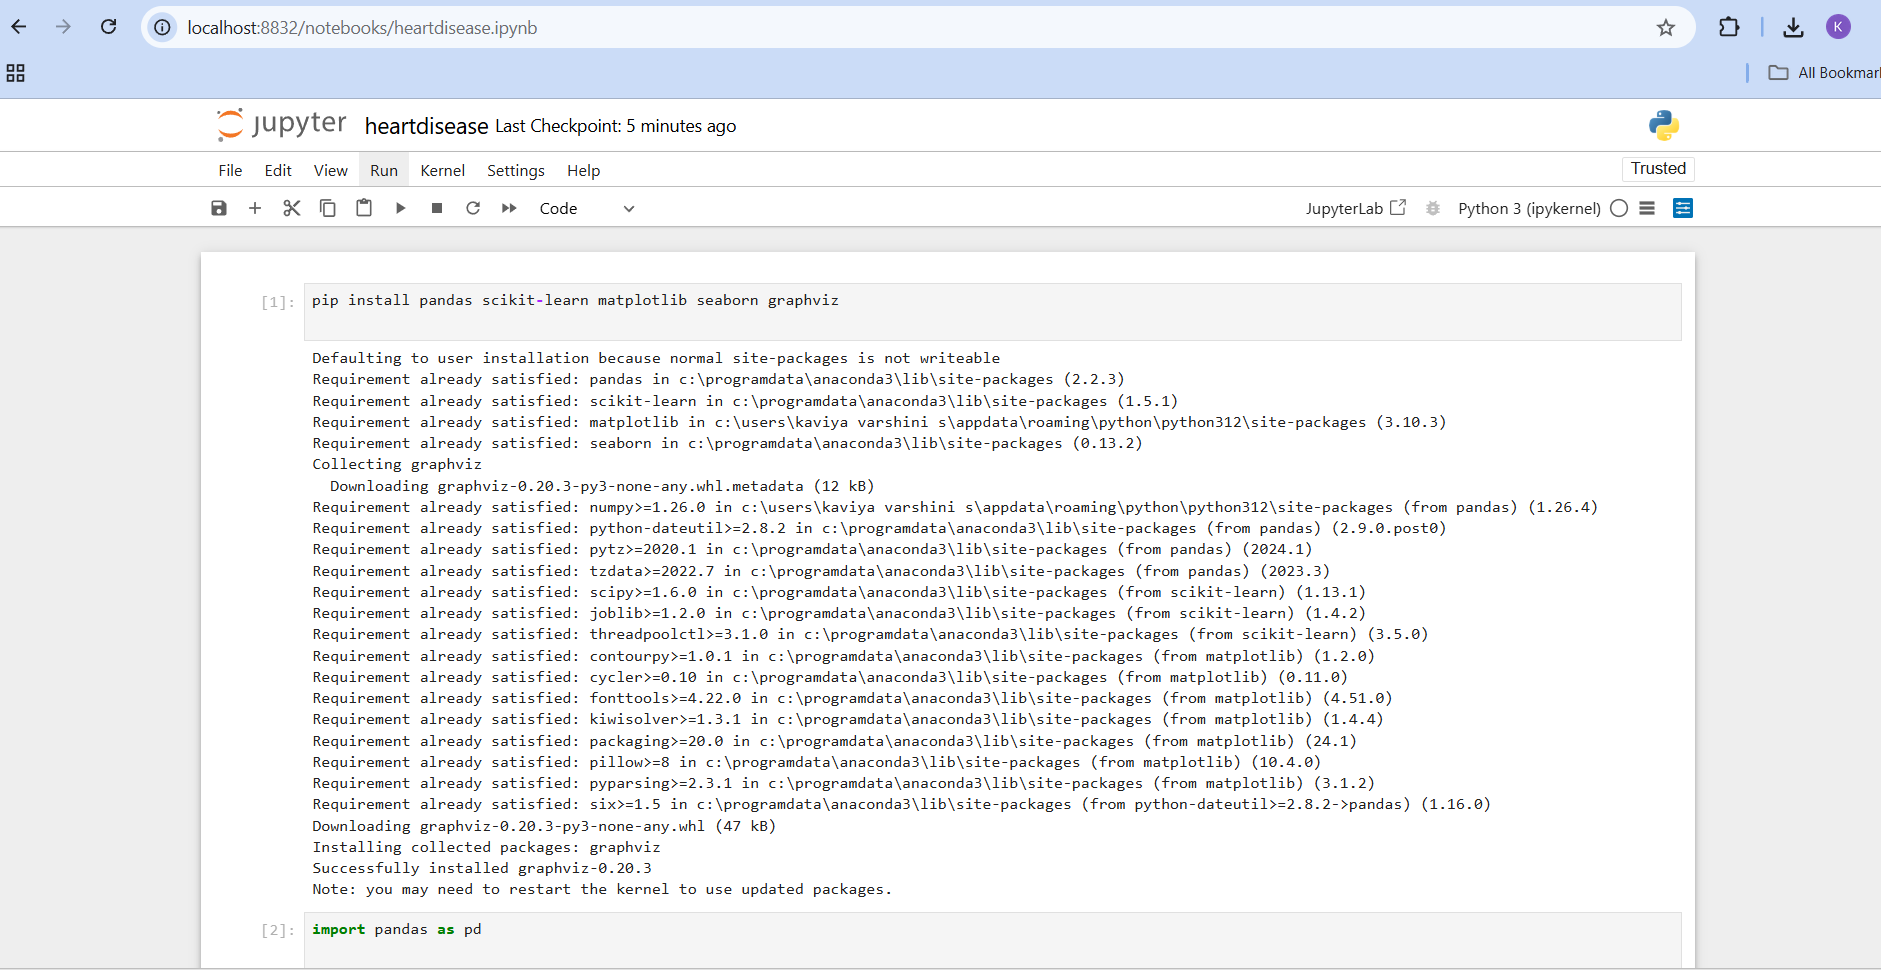 localhost:8832/notebooks/heartdisease.ipynb
K
All Bookmar
jupyter heartdisease Last Checkpoint: 5 minutes ago
File Edit View Run Kernel Settings Help
Trusted
Code
JupyterLab
Python 3 (ipykernel)
[1]: pip install pandas scikit-learn matplotlib seaborn graphviz
Defaulting to user installation because normal site-packages is not writeable
Requirement already satisfied: pandas in c:\programdata\anaconda3\lib\site-packages (2.2.3)
Requirement already satisfied: scikit-learn in c:\programdata\anaconda3\lib\site-packages (1.5.1)
Requirement already satisfied: matplotlib in c:\users\kaviya varshini s\appdata\roaming\python\python312\site-packages (3.10.3)
Requirement already satisfied: seaborn in c:\programdata\anaconda3\lib\site-packages (0.13.2)
Collecting graphviz
  Downloading graphviz-0.20.3-py3-none-any.whl.metadata (12 kB)
Requirement already satisfied: numpy>=1.26.0 in c:\users\kaviya varshini s\appdata\roaming\python\python312\site-packages (from pandas) (1.26.4)
Requirement already satisfied: python-dateutil>=2.8.2 in c:\programdata\anaconda3\lib\site-packages (from pandas) (2.9.0.post0)
Requirement already satisfied: pytz>=2020.1 in c:\programdata\anaconda3\lib\site-packages (from pandas) (2024.1)
Requirement already satisfied: tzdata>=2022.7 in c:\programdata\anaconda3\lib\site-packages (from pandas) (2023.3)
Requirement already satisfied: scipy>=1.6.0 in c:\programdata\anaconda3\lib\site-packages (from scikit-learn) (1.13.1)
Requirement already satisfied: joblib>=1.2.0 in c:\programdata\anaconda3\lib\site-packages (from scikit-learn) (1.4.2)
Requirement already satisfied: threadpoolctl>=3.1.0 in c:\programdata\anaconda3\lib\site-packages (from scikit-learn) (3.5.0)
Requirement already satisfied: contourpy>=1.0.1 in c:\programdata\anaconda3\lib\site-packages (from matplotlib) (1.2.0)
Requirement already satisfied: cycler>=0.10 in c:\programdata\anaconda3\lib\site-packages (from matplotlib) (0.11.0)
Requirement already satisfied: fonttools>=4.22.0 in c:\programdata\anaconda3\lib\site-packages (from matplotlib) (4.51.0)
Requirement already satisfied: kiwisolver>=1.3.1 in c:\programdata\anaconda3\lib\site-packages (from matplotlib) (1.4.4)
Requirement already satisfied: packaging>=20.0 in c:\programdata\anaconda3\lib\site-packages (from matplotlib) (24.1)
Requirement already satisfied: pillow>=8 in c:\programdata\anaconda3\lib\site-packages (from matplotlib) (10.4.0)
Requirement already satisfied: pyparsing>=2.3.1 in c:\programdata\anaconda3\lib\site-packages (from matplotlib) (3.1.2)
Requirement already satisfied: six>=1.5 in c:\programdata\anaconda3\lib\site-packages (from python-dateutil>=2.8.2->pandas) (1.16.0)
Downloading graphviz-0.20.3-py3-none-any.whl (47 kB)
Installing collected packages: graphviz
Successfully installed graphviz-0.20.3
Note: you may need to restart the kernel to use updated packages.
[2]: import pandas as pd